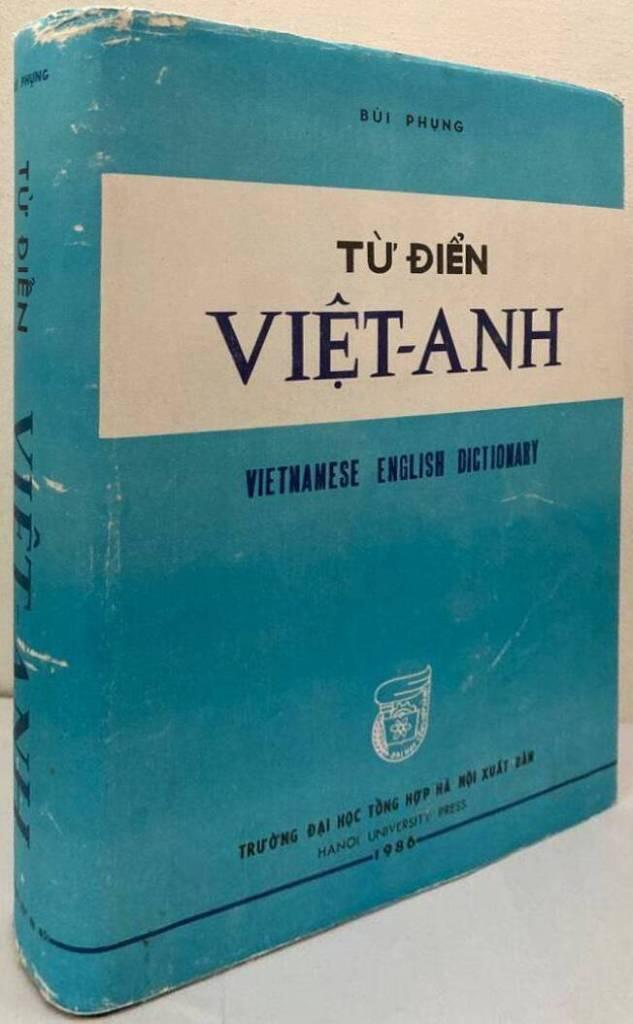 BÙI PHỤNG
TỪ ĐIỂN
VIỆT-ANH
VIETNAMESE ENGLISH DICTIONARY
TRƯỜNG ĐẠI HỌC TỔNG HỢP HÀ NỘI XUẤT BẢN
HANOI UNIVERSITY PRESS
1986
PHỤNG
TỪ ĐIỂN
VIỆT-ANH